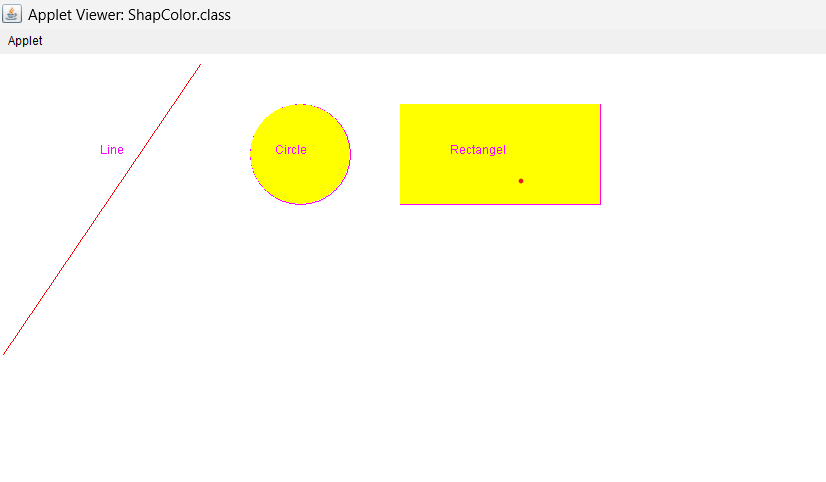 Applet Viewer: ShapColor.class
Applet
Line
Circle
Rectangel